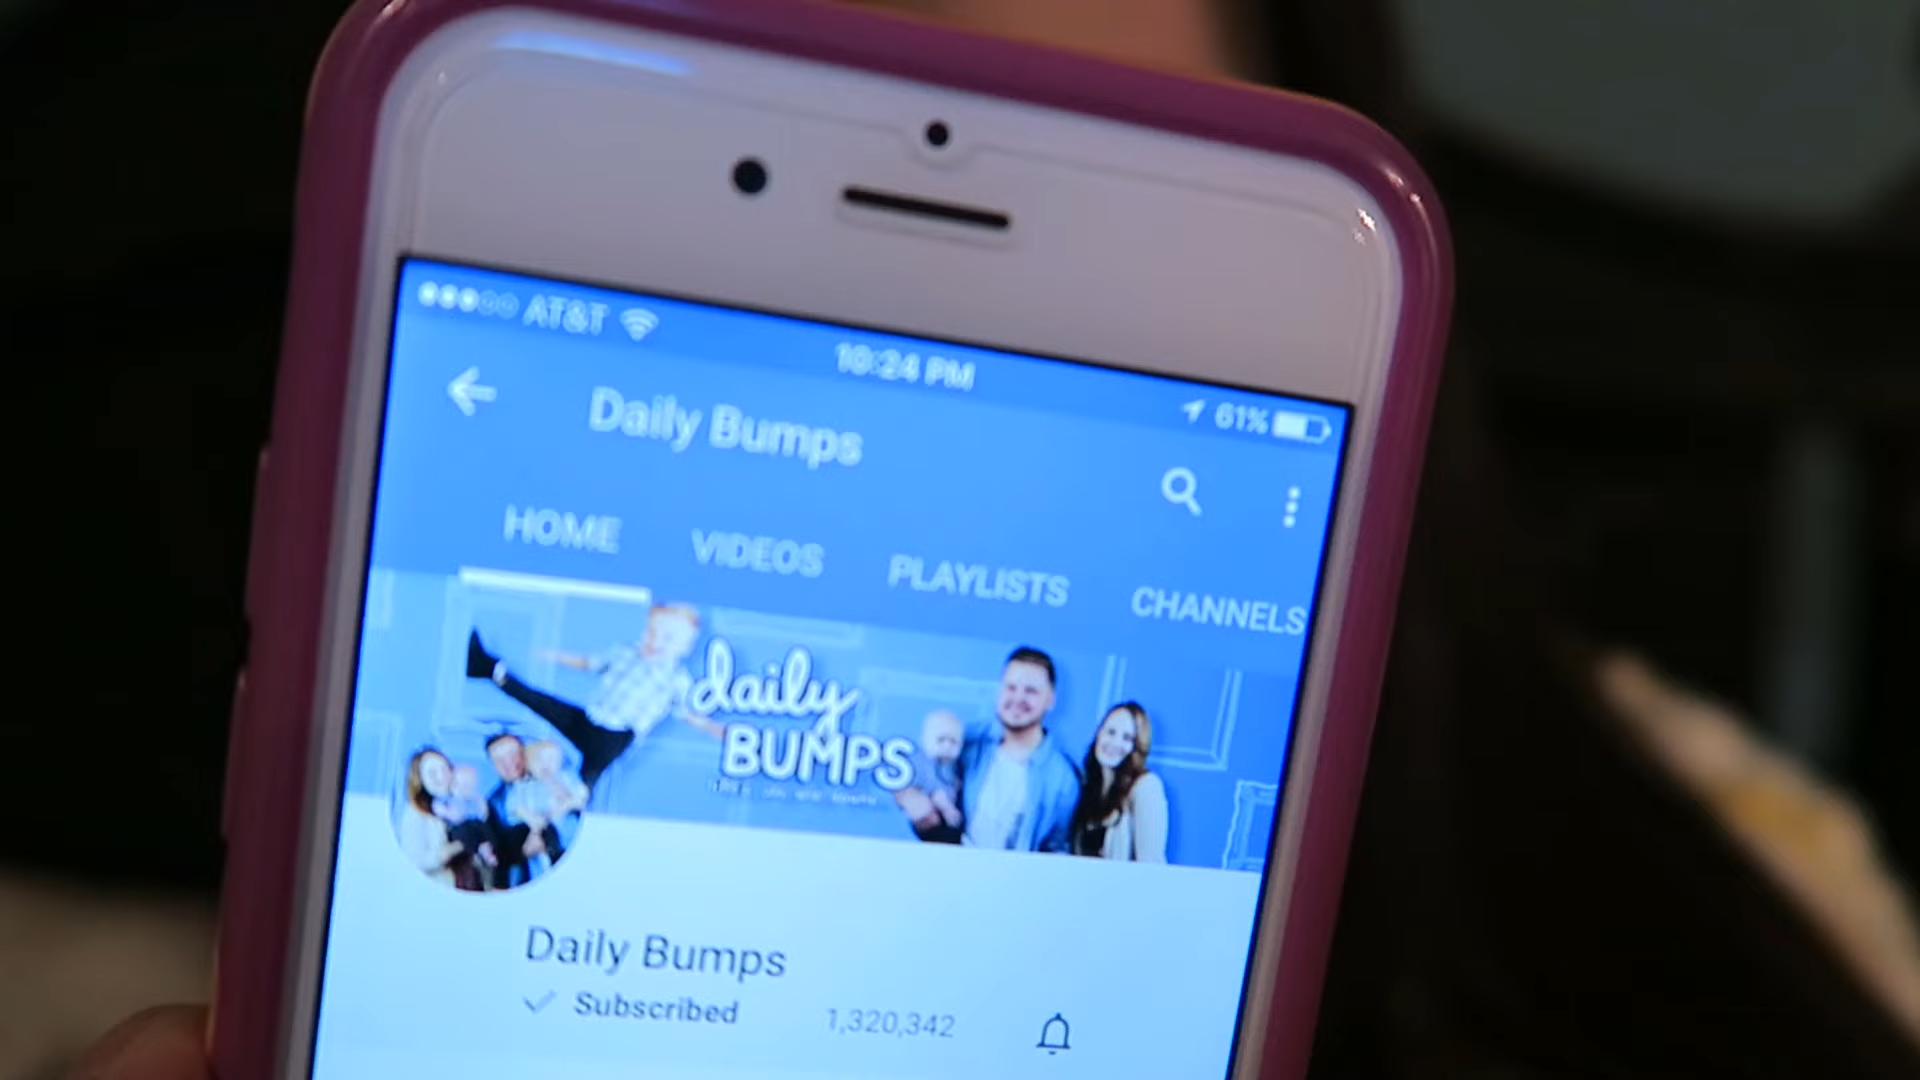 AT&T
10:24 PM
61%
Daily Bumps
HOME VIDEOS PLAYLISTS CHANNELS
daily
BUMPS
Daily Bumps
Subscribed 1,320,342